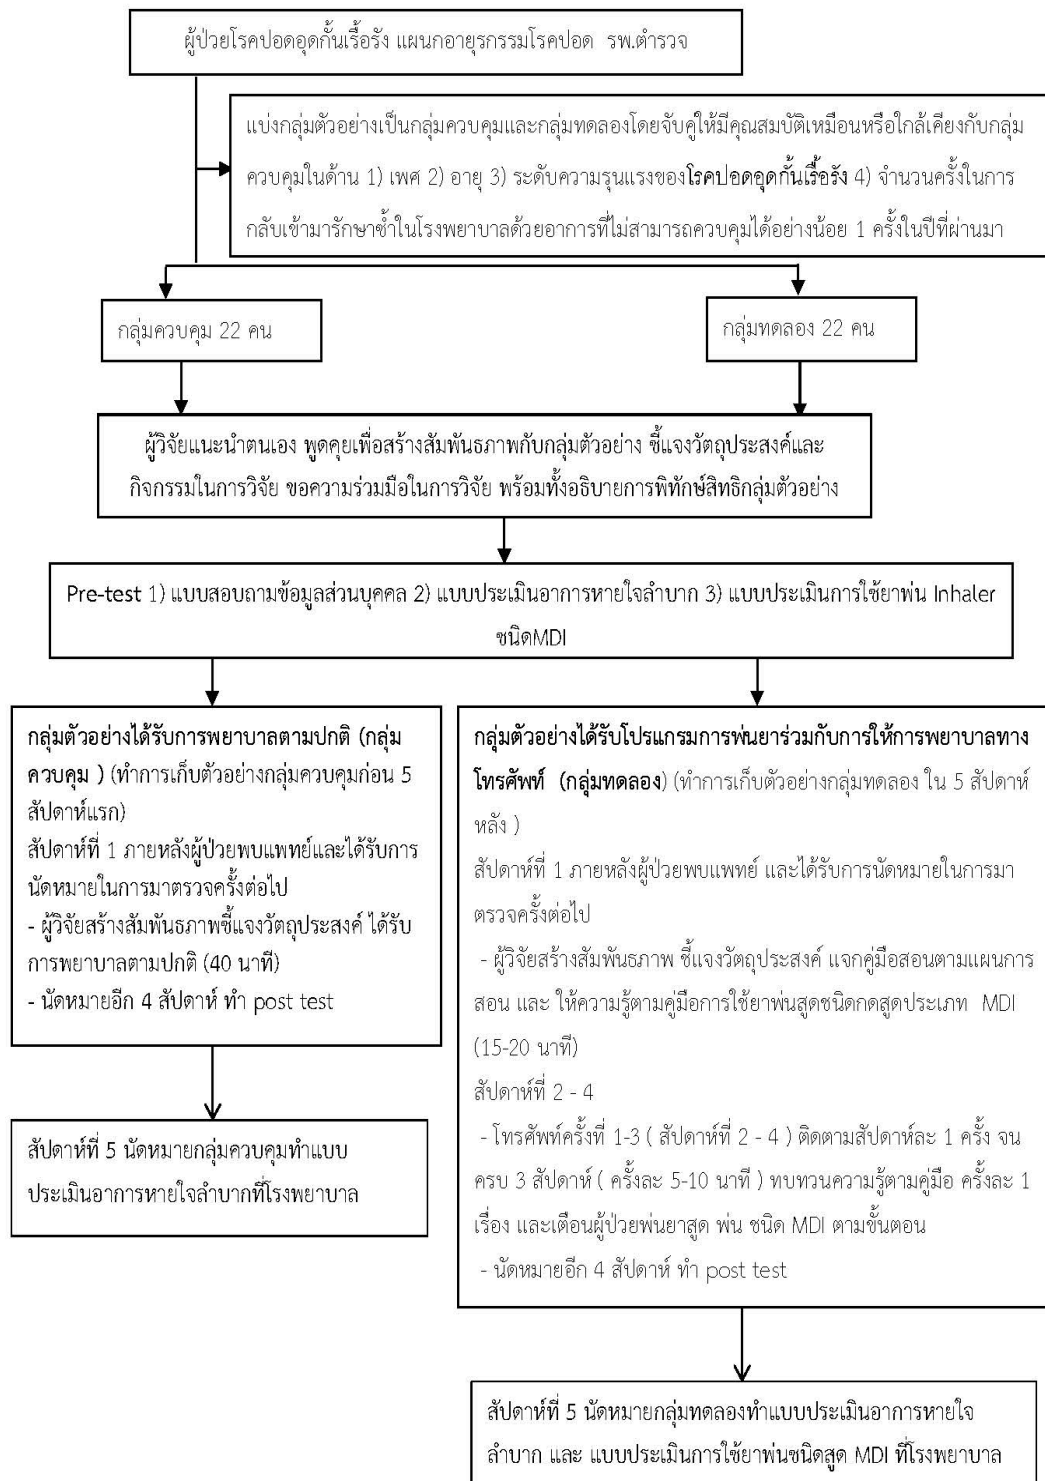 ผู้ป่วยโรคปอดอุดกั้นเรื้อรัง แผนกอายุรกรรมโรคปอด รพ.ตำรวจ
แบ่งกลุ่มตัวอย่างเป็นกลุ่มควบคุมและกลุ่มทดลองโดยจับคู่ให้มีคุณสมบัติเหมือนหรือใกล้เคียงกับกลุ่ม
ควบคุมในด้าน 1) เพศ 2) อายุ 3) ระดับความรุนแรงของโรคปอดอุดกั้นเรื้อรัง 4) จำนวนครั้งในการ
กลับเข้ามารักษาซ้ำในโรงพยาบาลด้วยอาการที่ไม่สามารถควบคุมได้อย่างน้อย 1 ครั้งในปีที่ผ่านมา
กลุ่มควบคุม 22 คน
กลุ่มทดลอง 22 คน
ผู้วิจัยแนะนำตนเอง พูดคุยเพื่อสร้างสัมพันธภาพกับกลุ่มตัวอย่าง ชี้แจงวัตถุประสงค์และ
กิจกรรมในการวิจัย ขอความร่วมมือในการวิจัย พร้อมทั้งอธิบายการพิทักษ์สิทธิกลุ่มตัวอย่าง
Pre-test 1) แบบสอบถามข้อมูลส่วนบุคคล 2) แบบประเมินอาการหายใจลำบาก 3) แบบประเมินการใช้ยาพ่น Inhaler
ชนิดMDI
กลุ่มตัวอย่างได้รับการพยาบาลตามปกติ (กลุ่ม
ควบคุม ) (ทำการเก็บตัวอย่างกลุ่มควบคุมก่อน 5
สัปดาห์แรก)
สัปดาห์ที่ 1 ภายหลังผู้ป่วยพบแพทย์และได้รับการ
นัดหมายในการมาตรวจครั้งต่อไป
- ผู้วิจัยสร้างสัมพันธภาพชี้แจงวัตถุประสงค์ ได้รับ
การพยาบาลตามปกติ (40 นาที)
- นัดหมายอีก 4 สัปดาห์ ทำ post test
สัปดาห์ที่ 5 นัดหมายกลุ่มควบคุมทำแบบ
ประเมินอาการหายใจลำบากที่โรงพยาบาล
กลุ่มตัวอย่างได้รับโปรแกรมการพ่นยาร่วมกับการให้การพยาบาลทาง
โทรศัพท์ (กลุ่มทดลอง) (ทำการเก็บตัวอย่างกลุ่มทดลอง ใน 5 สัปดาห์
หลัง )
สัปดาห์ที่ 1 ภายหลังผู้ป่วยพบแพทย์ และได้รับการนัดหมายในการมา
ตรวจครั้งต่อไป
- ผู้วิจัยสร้างสัมพันธภาพ ชี้แจงวัตถุประสงค์ แจกคู่มือสอนตามแผนการ
สอน และ ให้ความรู้ตามคู่มือการใช้ยาพ่นสูดชนิดกดสูดประเภท MDI
(15-20 นาที)
สัปดาห์ที่ 2 - 4
- โทรศัพท์ครั้งที่ 1-3 ( สัปดาห์ที่ 2 - 4 ) ติดตามสัปดาห์ละ 1 ครั้ง จน
ครบ 3 สัปดาห์ ( ครั้งละ 5-10 นาที ) ทบทวนความรู้ตามคู่มือ ครั้งละ 1
เรื่อง และเตือนผู้ป่วยพ่นยาสูด พ่น ชนิด MDI ตามขั้นตอน
- นัดหมายอีก 4 สัปดาห์ ทำ post test
สัปดาห์ที่ 5 นัดหมายกลุ่มทดลองทำแบบประเมินอาการหายใจ
ลำบาก และ แบบประเมินการใช้ยาพ่นชนิดสูด MDI ที่โรงพยาบาล